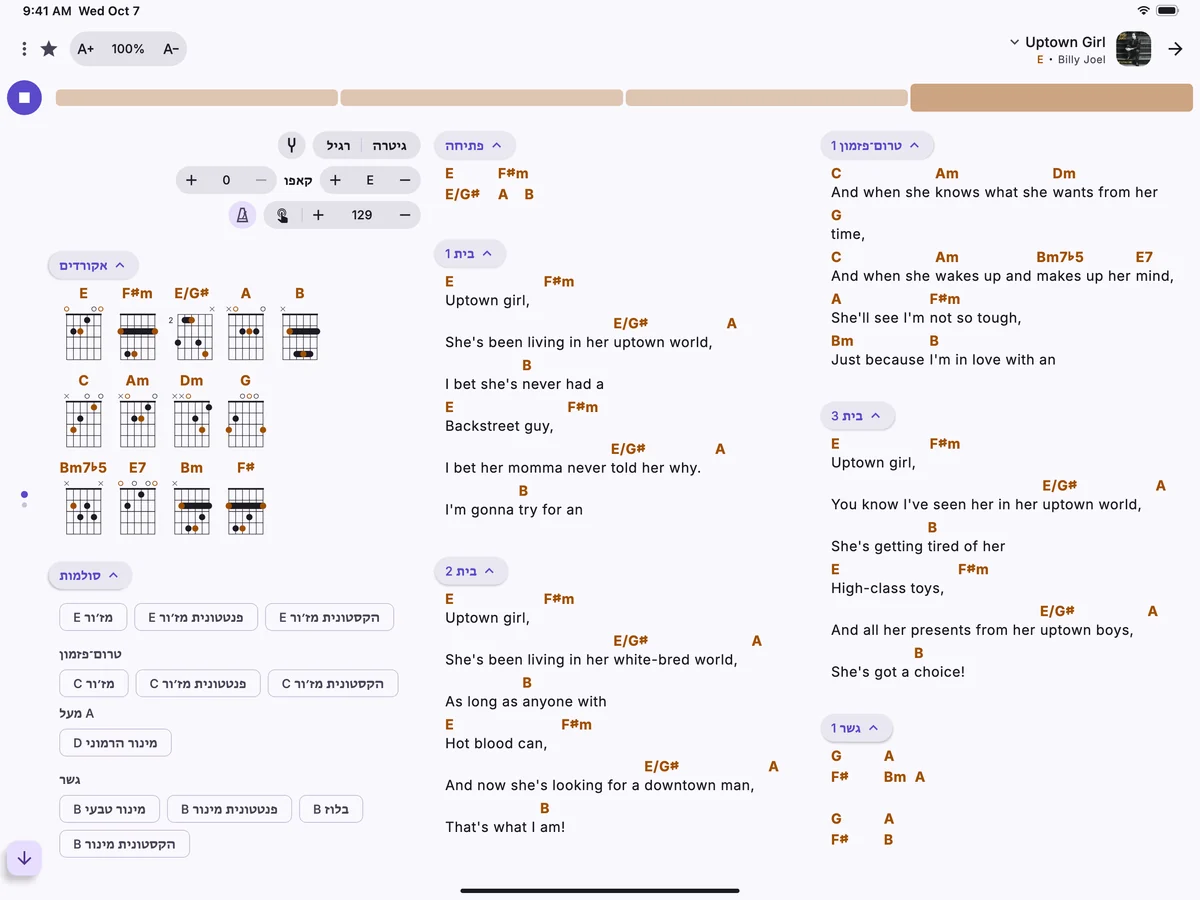 9:41 AM Wed Oct 7
A+ 100% A−
Uptown Girl
E • Billy Joel
גיטרה רגיל
+ E − קאפו + 0 −
+ 129 −
אקורדים
E F#m E/G# A B
2
C Am Dm G
Bm7♭5 E7 Bm F#
סולמות
E מז׳ור
E פנטטונית מז׳ור
E הקסטונית מז׳ור
טרום־פזמון
C מז׳ור
C פנטטונית מז׳ור
C הקסטונית מז׳ור
מעל A
D מינור הרמוני
גשר
B מינור טבעי
B פנטטונית מינור
B בלוז
B הקסטונית מינור
פתיחה
E F#m
E/G# A B
בית 1
E F#m
Uptown girl,
E/G# A
She's been living in her uptown world,
B
I bet she's never had a
E F#m
Backstreet guy,
E/G# A
I bet her momma never told her why.
B
I'm gonna try for an
בית 2
E F#m
Uptown girl,
E/G# A
She's been living in her white-bred world,
B
As long as anyone with
E F#m
Hot blood can,
E/G# A
And now she's looking for a downtown man,
B
That's what I am!
טרום־פזמון 1
C Am Dm
And when she knows what she wants from her
G
time,
C Am Bm7♭5 E7
And when she wakes up and makes up her mind,
A F#m
She'll see I'm not so tough,
Bm B
Just because I'm in love with an
בית 3
E F#m
Uptown girl,
E/G# A
You know I've seen her in her uptown world,
B
She's getting tired of her
E F#m
High-class toys,
E/G# A
And all her presents from her uptown boys,
B
She's got a choice!
גשר 1
G A
F# Bm A
G A
F# B